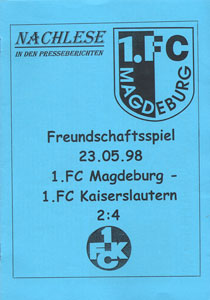 NACHLESE
IN DEN PRESSEBERICHTEN
1.FC
MAGDEBURG
Freundschaftsspiel
23.05.98
1.FC Magdeburg -
1.FC Kaiserslautern
2:4
1
FCK